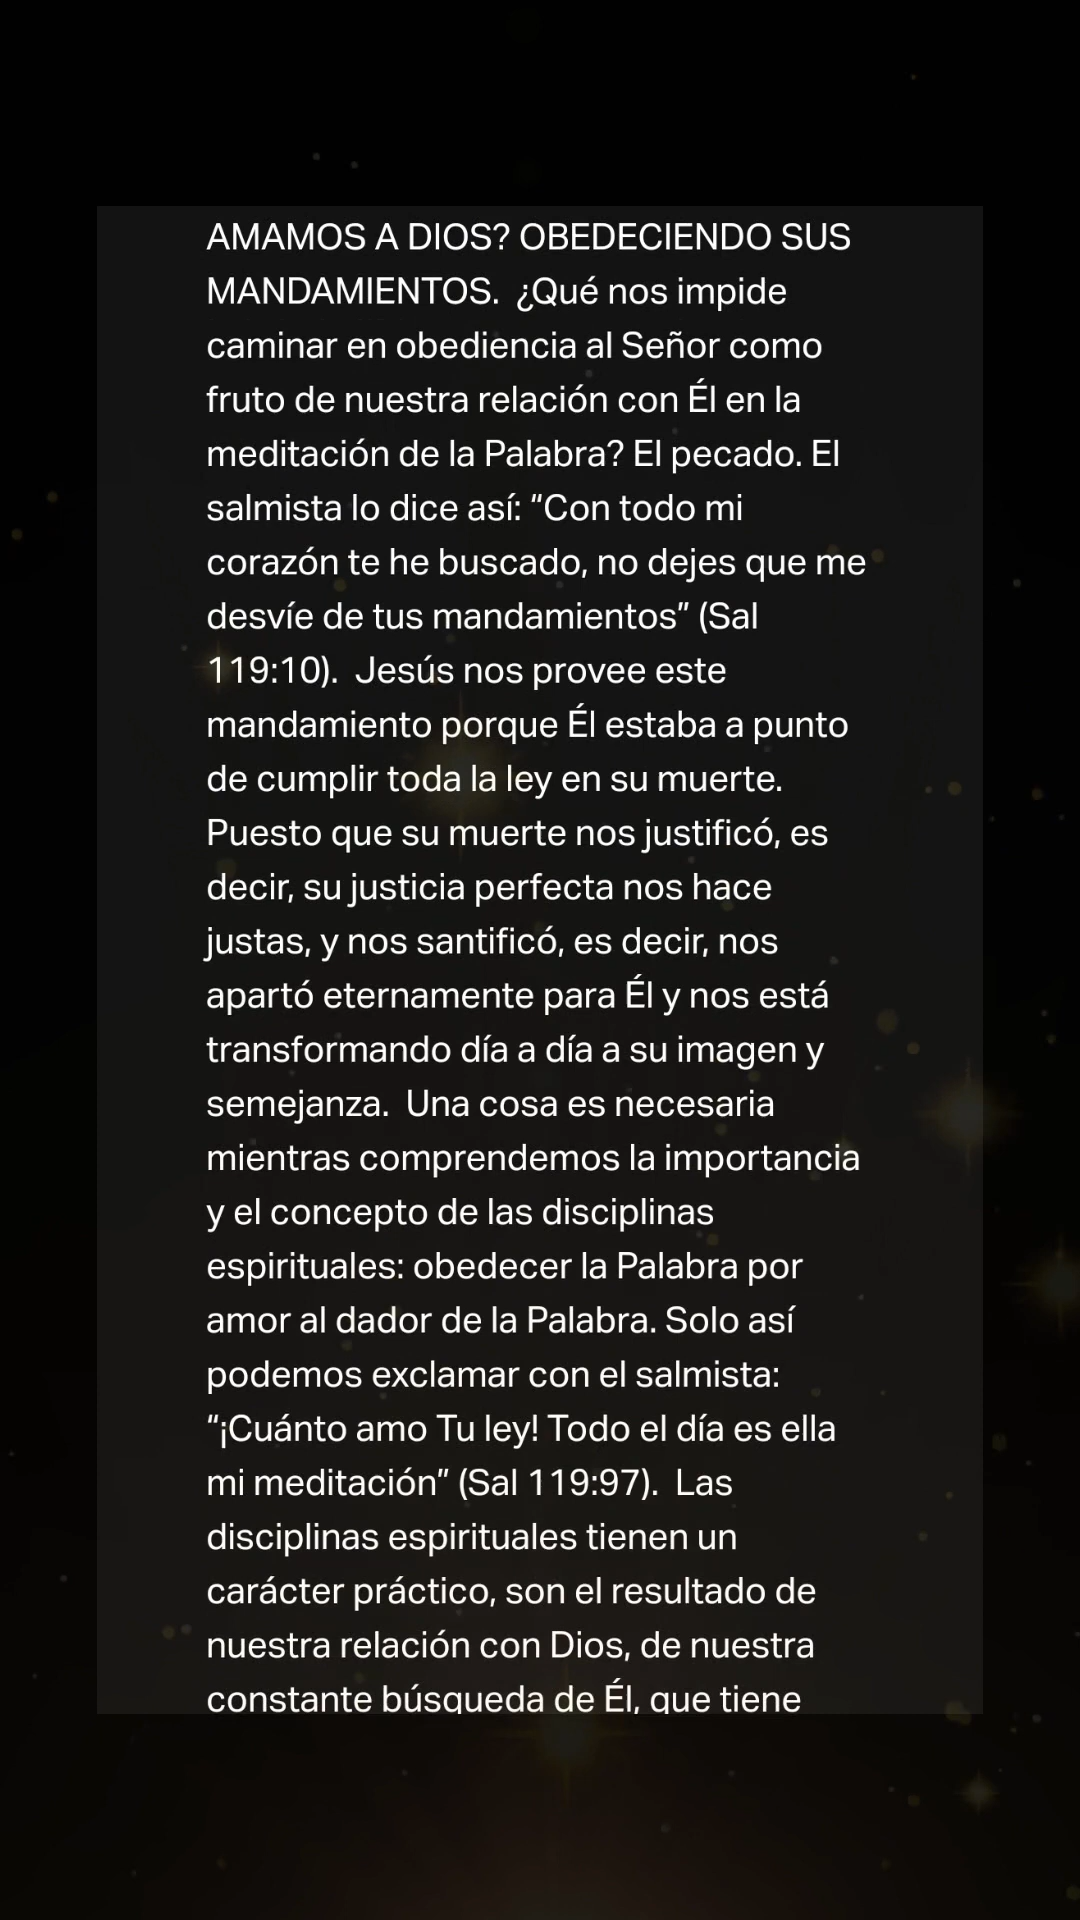 AMAMOS A DIOS? OBEDECIENDO SUS
MANDAMIENTOS.  ¿Qué nos impide
caminar en obediencia al Señor como
fruto de nuestra relación con Él en la
meditación de la Palabra? El pecado. El
salmista lo dice así: “Con todo mi
corazón te he buscado, no dejes que me
desvíe de tus mandamientos” (Sal
119:10).  Jesús nos provee este
mandamiento porque Él estaba a punto
de cumplir toda la ley en su muerte.
Puesto que su muerte nos justificó, es
decir, su justicia perfecta nos hace
justas, y nos santificó, es decir, nos
apartó eternamente para Él y nos está
transformando día a día a su imagen y
semejanza.  Una cosa es necesaria
mientras comprendemos la importancia
y el concepto de las disciplinas
espirituales: obedecer la Palabra por
amor al dador de la Palabra. Solo así
podemos exclamar con el salmista:
“¡Cuánto amo Tu ley! Todo el día es ella
mi meditación” (Sal 119:97).  Las
disciplinas espirituales tienen un
carácter práctico, son el resultado de
nuestra relación con Dios, de nuestra
constante búsqueda de Él, que tiene